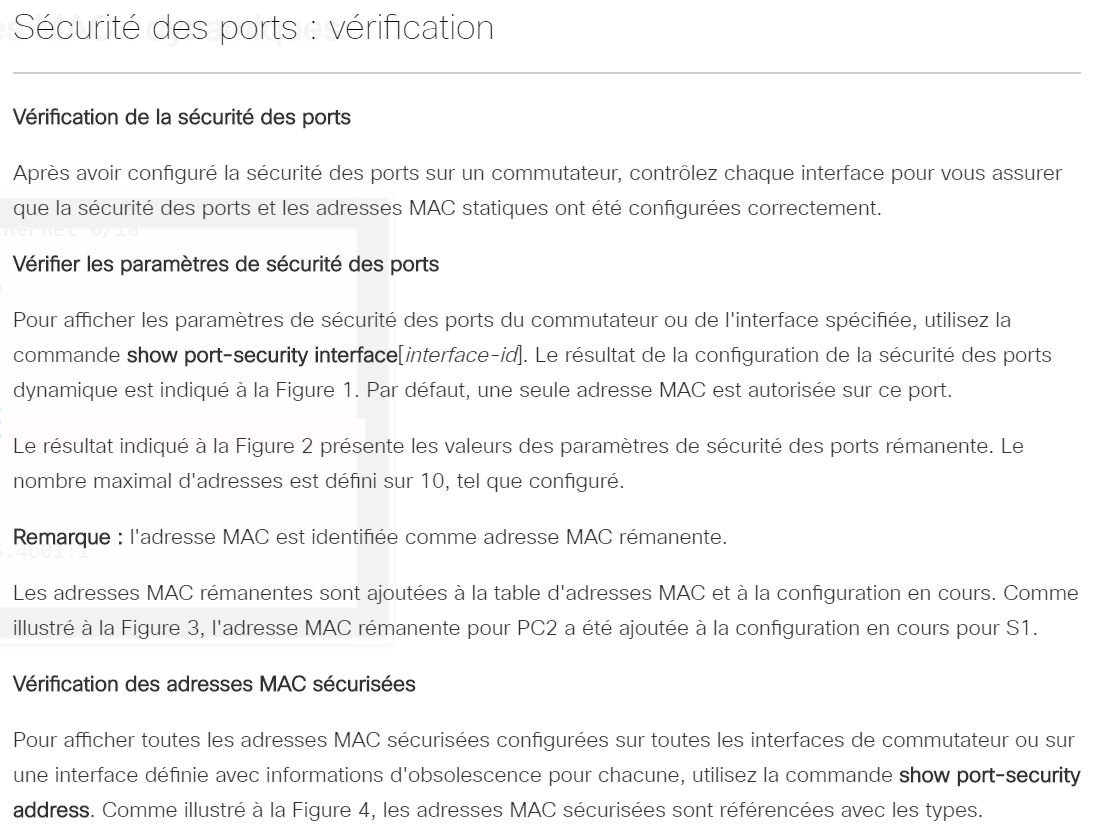 Sécurité des ports : vérification
Vérification de la sécurité des ports
Après avoir configuré la sécurité des ports sur un commutateur, contrôlez chaque interface pour vous assurer
que la sécurité des ports et les adresses MAC statiques ont été configurées correctement.
Vérifier les paramètres de sécurité des ports
Pour afficher les paramètres de sécurité des ports du commutateur ou de l'interface spécifiée, utilisez la
commande show port-security interface[interface-id]. Le résultat de la configuration de la sécurité des ports
dynamique est indiqué à la Figure 1. Par défaut, une seule adresse MAC est autorisée sur ce port.
Le résultat indiqué à la Figure 2 présente les valeurs des paramètres de sécurité des ports rémanente. Le
nombre maximal d'adresses est défini sur 10, tel que configuré.
Remarque : l'adresse MAC est identifiée comme adresse MAC rémanente.
Les adresses MAC rémanentes sont ajoutées à la table d'adresses MAC et à la configuration en cours. Comme
illustré à la Figure 3, l'adresse MAC rémanente pour PC2 a été ajoutée à la configuration en cours pour S1.
Vérification des adresses MAC sécurisées
Pour afficher toutes les adresses MAC sécurisées configurées sur toutes les interfaces de commutateur ou sur
une interface définie avec informations d'obsolescence pour chacune, utilisez la commande show port-security
address. Comme illustré à la Figure 4, les adresses MAC sécurisées sont référencées avec les types.